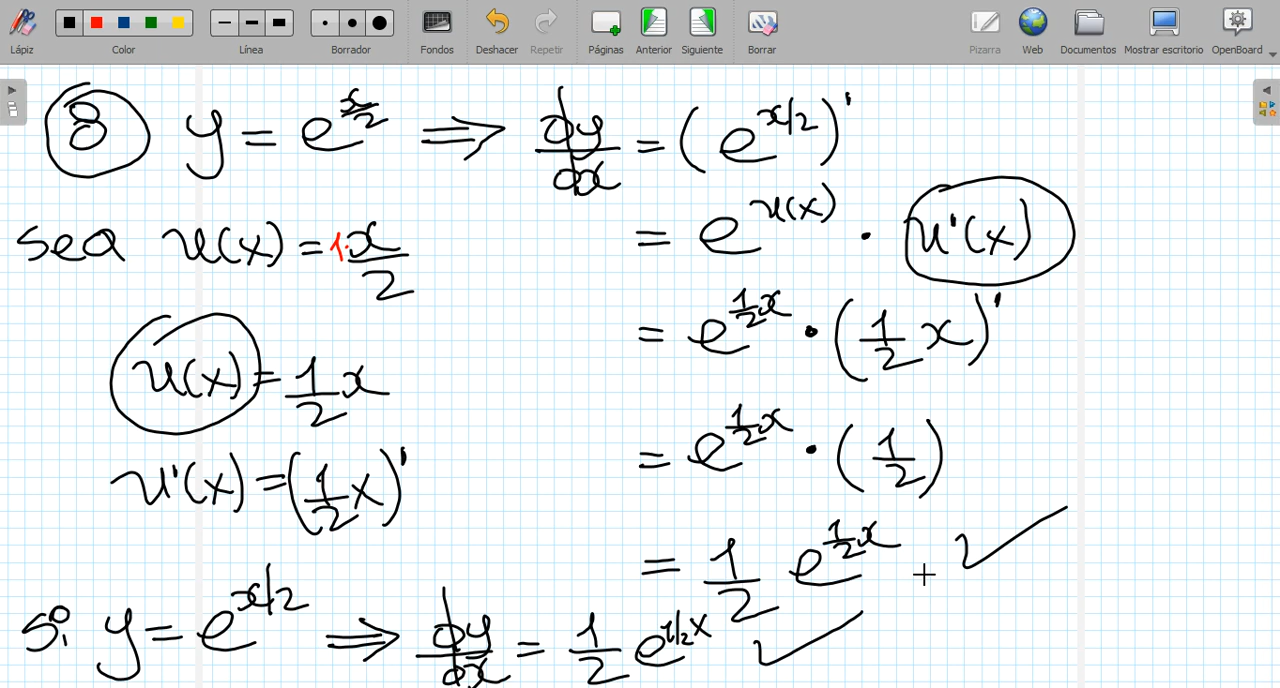 Lápiz Color Línea Borrador Fondos Deshacer Repetir Páginas Anterior Siguiente Borrar Pizarra Web Documentos Mostrar escritorio OpenBoard
8 y = e^{x/2} ⟹ dy/dx = (e^{x/2})'
sea u(x) = 1·x/2
= e^{u(x)} · u'(x)
= e^{1/2 x} · (1/2 x)'
u(x) = 1/2 x
= e^{1/2 x} · (1/2)
u'(x) = (1/2 x)'
= 1/2 e^{1/2 x} ✓
Si y = e^{x/2} ⟹ dy/dx = 1/2 e^{1/2 x} ✓